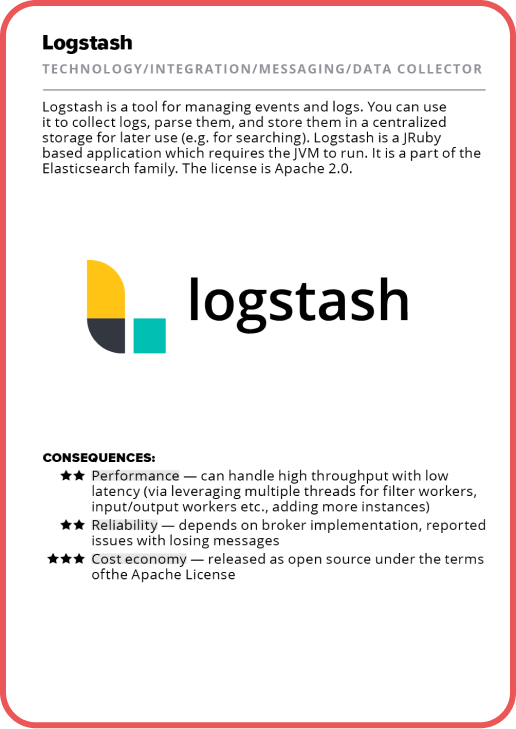 Logstash
TECHNOLOGY/INTEGRATION/MESSAGING/DATA COLLECTOR
Logstash is a tool for managing events and logs. You can use
it to collect logs, parse them, and store them in a centralized
storage for later use (e.g. for searching). Logstash is a JRuby
based application which requires the JVM to run. It is a part of the
Elasticsearch family. The license is Apache 2.0.
logstash
CONSEQUENCES:
★★ Performance — can handle high throughput with low
latency (via leveraging multiple threads for filter workers,
input/output workers etc., adding more instances)
★★ Reliability — depends on broker implementation, reported
issues with losing messages
★★★ Cost economy — released as open source under the terms
ofthe Apache License